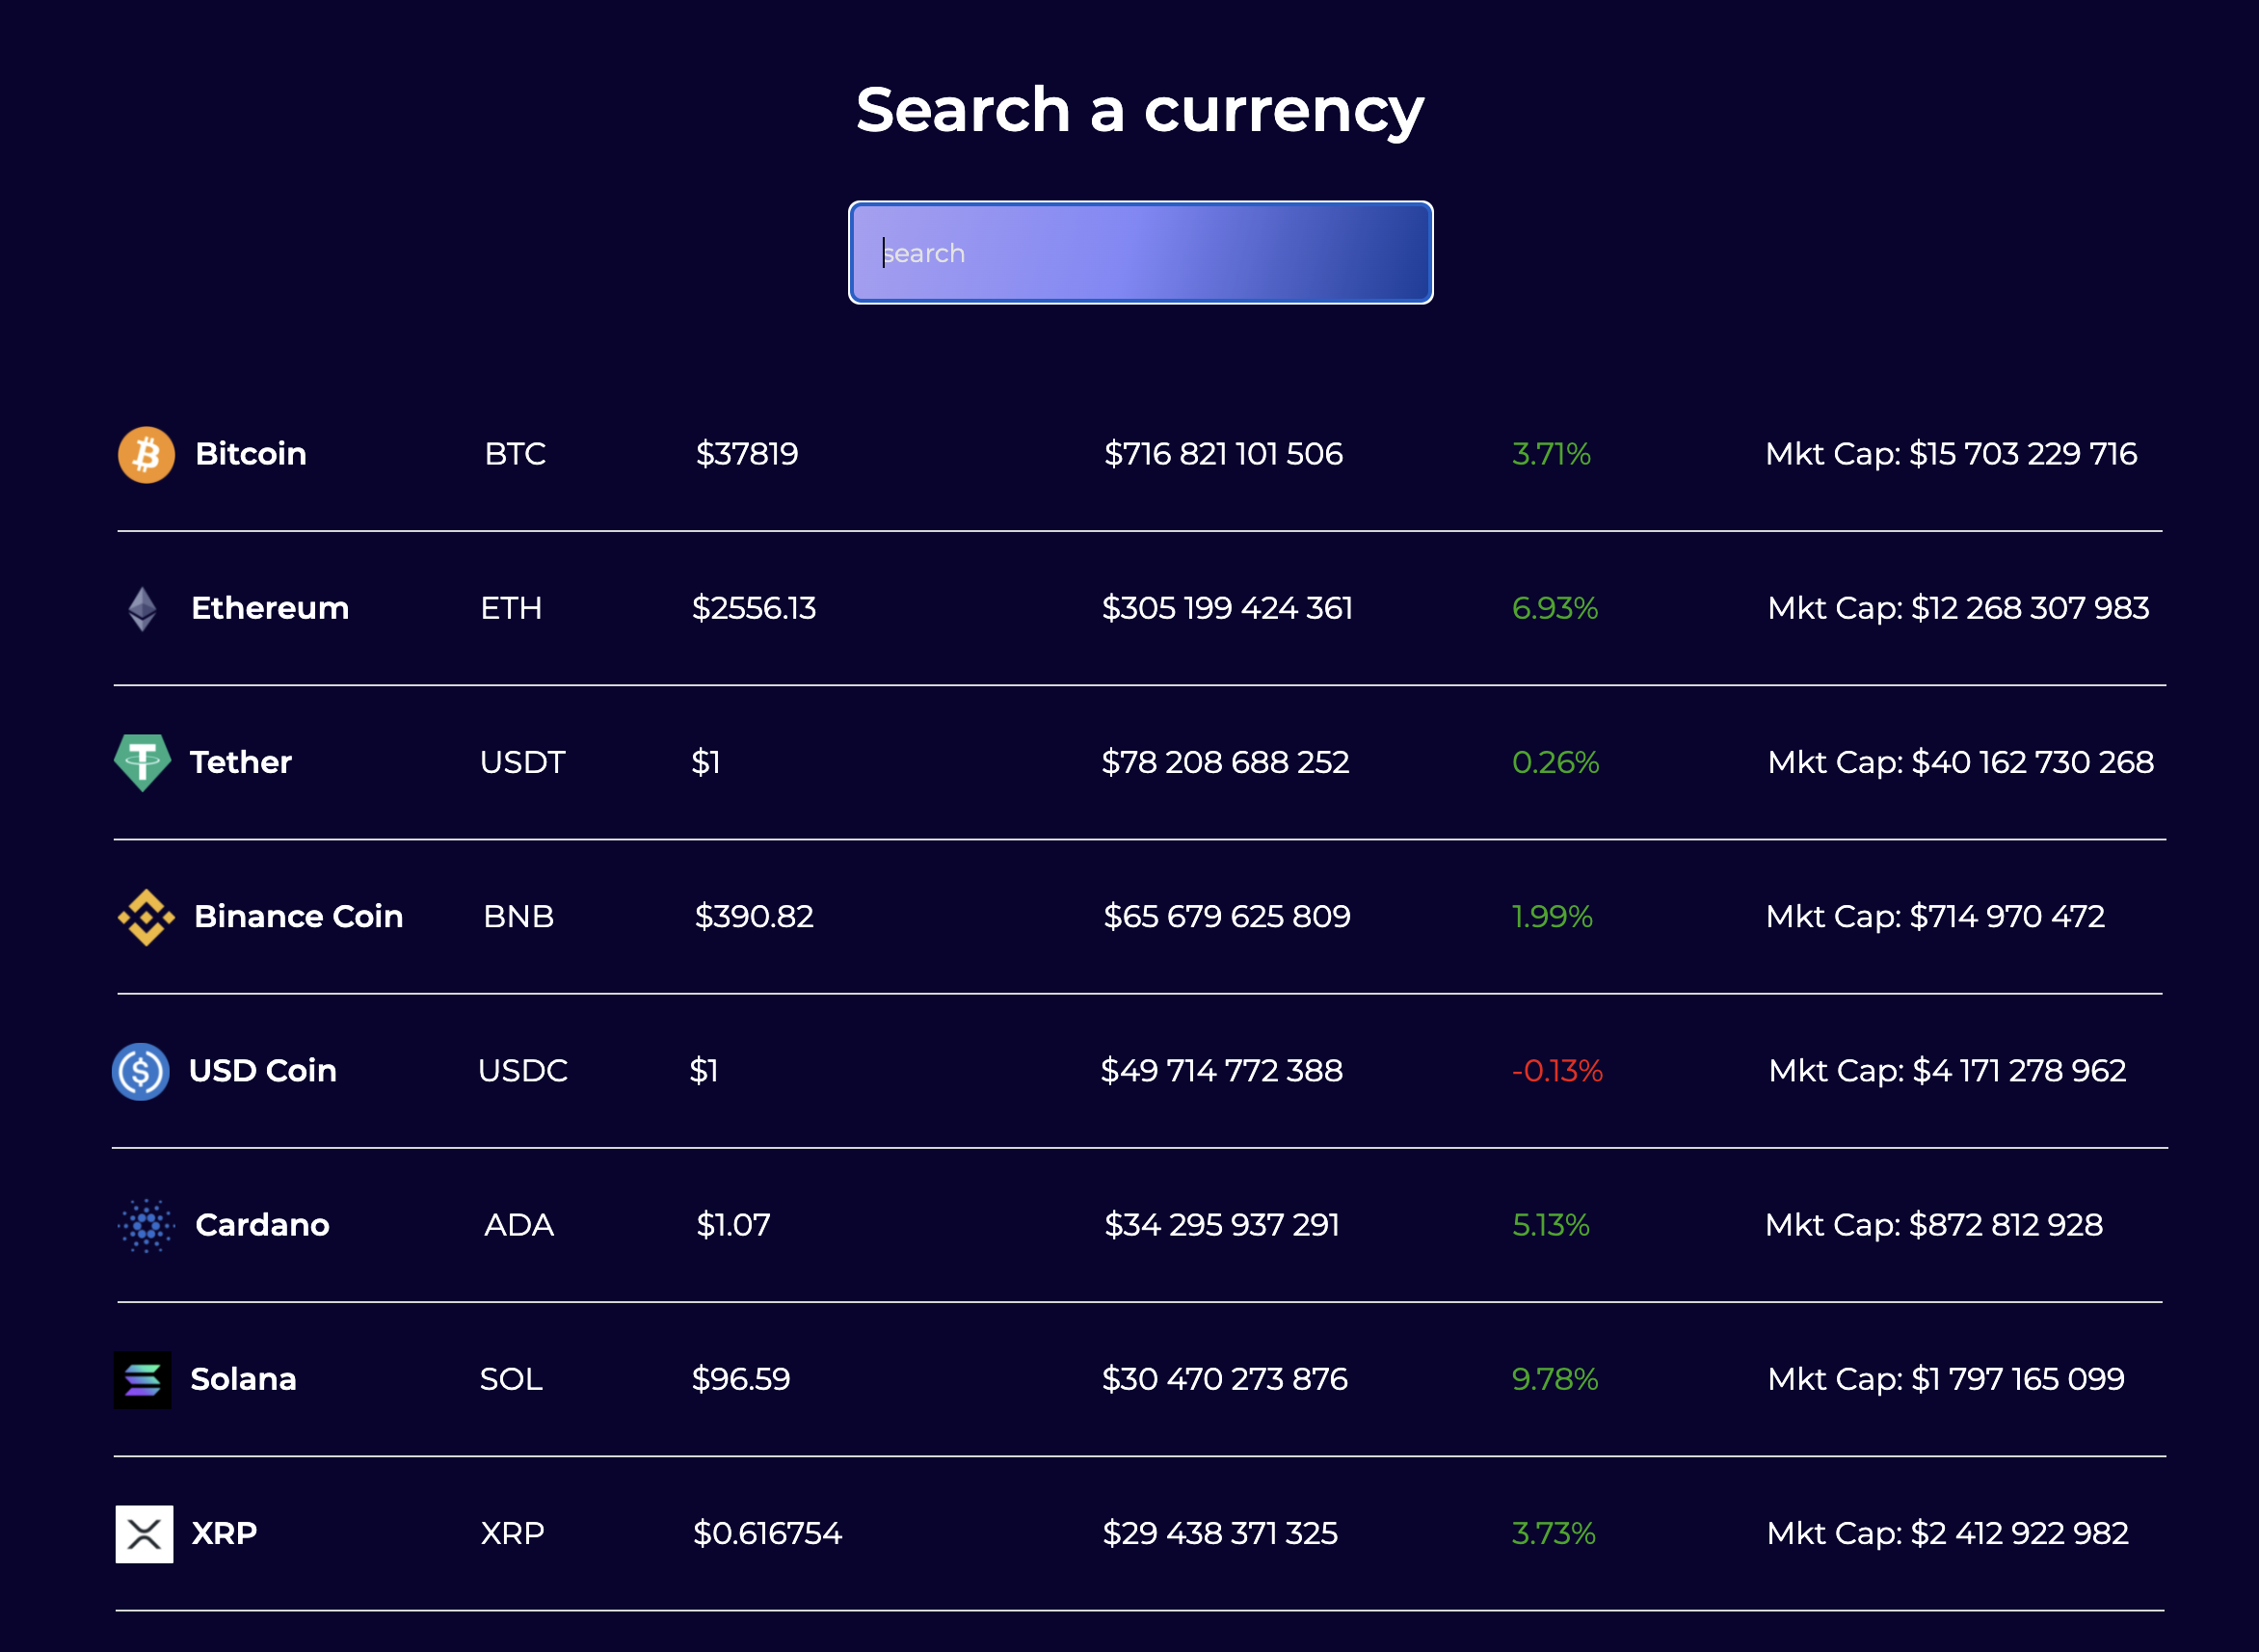 Search a currency
search
Bitcoin BTC $37819 $716 821 101 506 3.71% Mkt Cap: $15 703 229 716
Ethereum ETH $2556.13 $305 199 424 361 6.93% Mkt Cap: $12 268 307 983
Tether USDT $1 $78 208 688 252 0.26% Mkt Cap: $40 162 730 268
Binance Coin BNB $390.82 $65 679 625 809 1.99% Mkt Cap: $714 970 472
USD Coin USDC $1 $49 714 772 388 -0.13% Mkt Cap: $4 171 278 962
Cardano ADA $1.07 $34 295 937 291 5.13% Mkt Cap: $872 812 928
Solana SOL $96.59 $30 470 273 876 9.78% Mkt Cap: $1 797 165 099
XRP XRP $0.616754 $29 438 371 325 3.73% Mkt Cap: $2 412 922 982